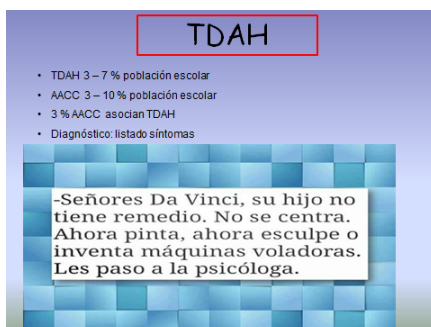 TDAH
• TDAH 3 – 7 % población escolar
• AACC 3 – 10 % población escolar
• 3 % AACC asocian TDAH
• Diagnóstico: listado síntomas
-Señores Da Vinci, su hijo no
tiene remedio. No se centra.
Ahora pinta, ahora esculpe o
inventa máquinas voladoras.
Les paso a la psicóloga.